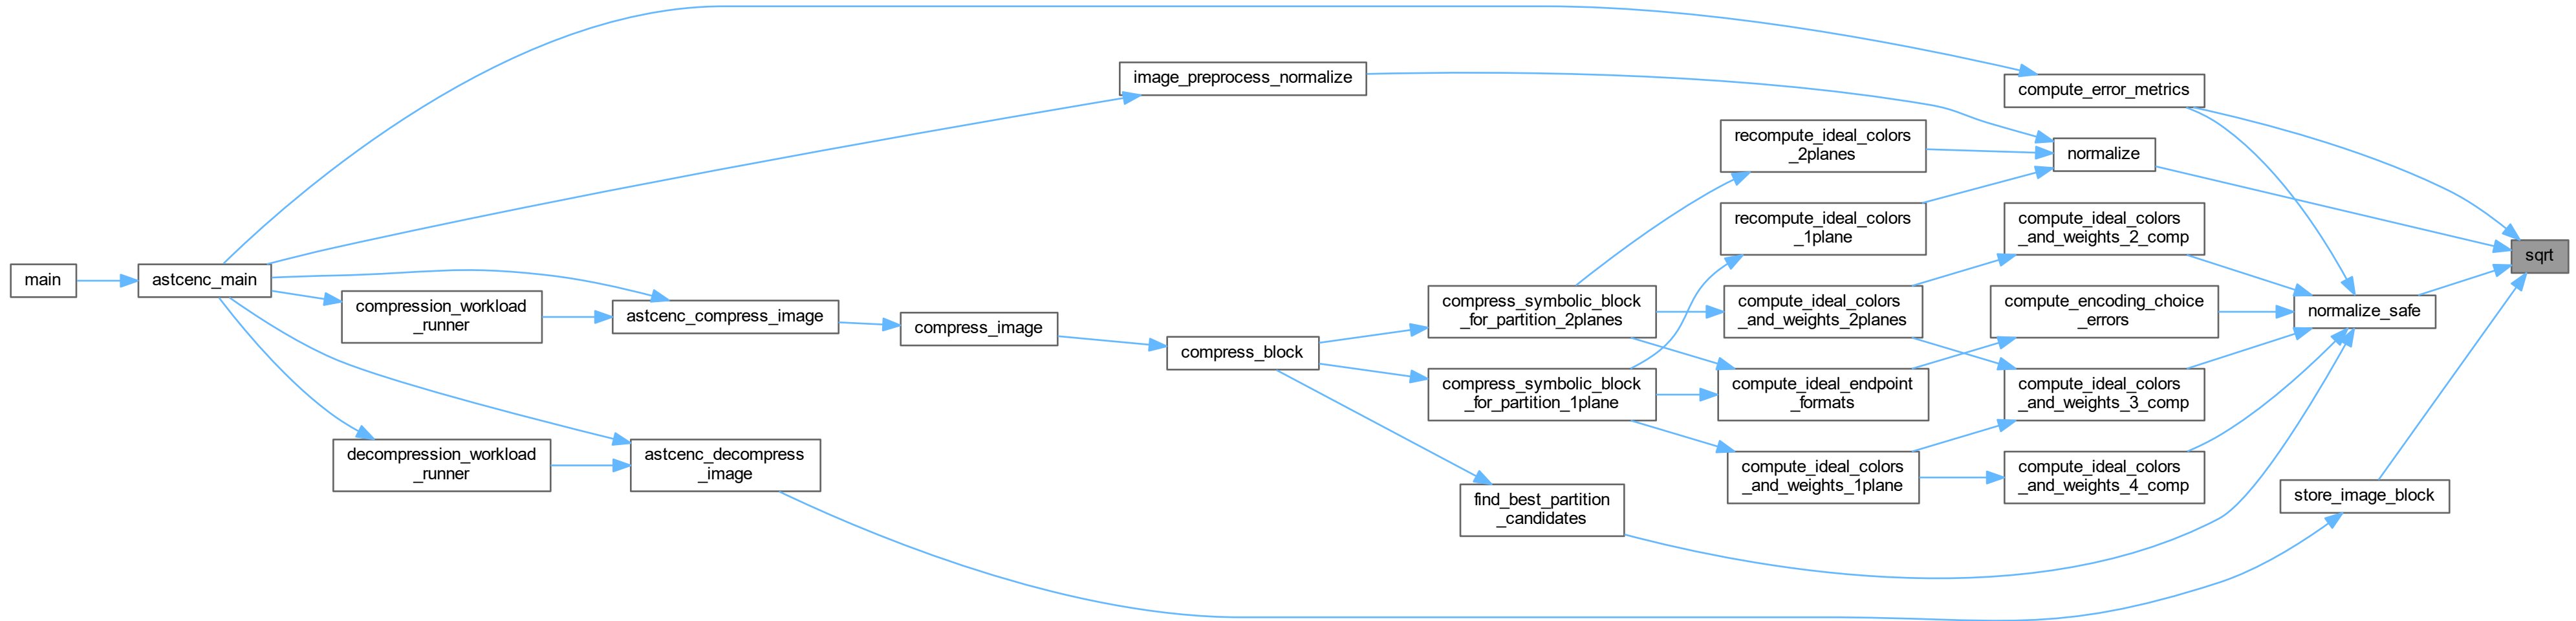 main
astcenc_main
compute_error_metrics
image_preprocess_normalize
compression_workload
_runner
astcenc_compress_image
compress_image
compress_block
compress_symbolic_block
_for_partition_2planes
recompute_ideal_colors
_2planes
normalize
sqrt
recompute_ideal_colors
_1plane
compress_symbolic_block
_for_partition_1plane
compute_ideal_colors
_and_weights_2planes
compute_ideal_colors
_and_weights_2_comp
normalize_safe
compute_encoding_choice
_errors
compute_ideal_endpoint
_formats
compute_ideal_colors
_and_weights_3_comp
compute_ideal_colors
_and_weights_1plane
compute_ideal_colors
_and_weights_4_comp
find_best_partition
_candidates
decompression_workload
_runner
astcenc_decompress
_image
store_image_block